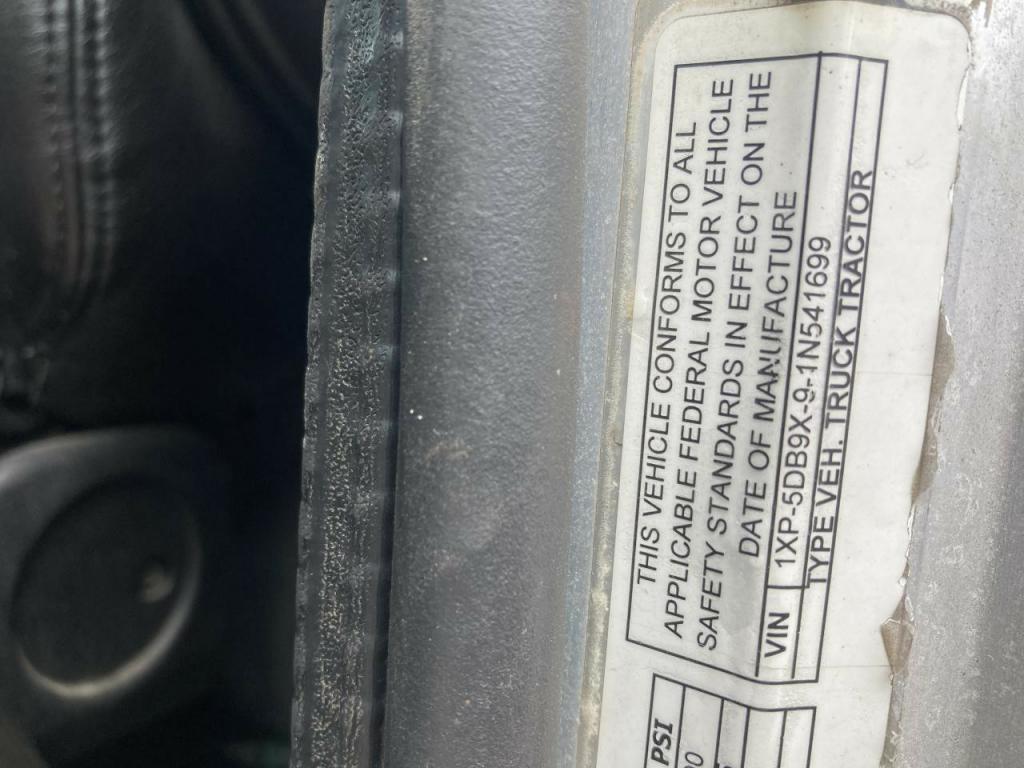 THIS VEHICLE CONFORMS TO ALL
APPLICABLE FEDERAL MOTOR VEHICLE
SAFETY STANDARDS IN EFFECT ON THE
DATE OF MANUFACTURE
VIN 1XP-5DB9X-9-1N541699
TYPE VEH. TRUCK TRACTOR
PSI